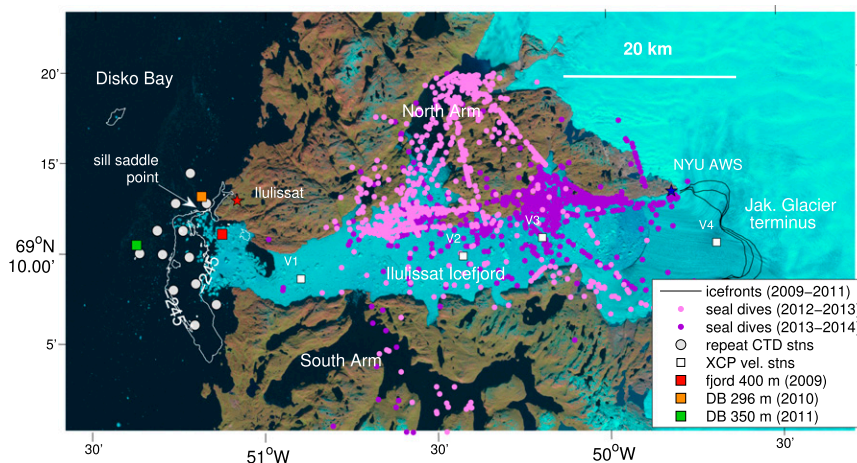 20 km
20'
Disko Bay
North Arm
15'
sill saddle
point
NYU AWS
Ilulissat
Jak. Glacier
terminus
V3
V4
V2
V1
69°N
10.00'
Ilulissat Icefjord
245
245
icefronts (2009–2011)
seal dives (2012–2013)
seal dives (2013–2014)
repeat CTD stns
XCP vel. stns
fjord 400 m (2009)
DB 296 m (2010)
DB 350 m (2011)
5'
South Arm
30'
51°W
30'
50°W
30'